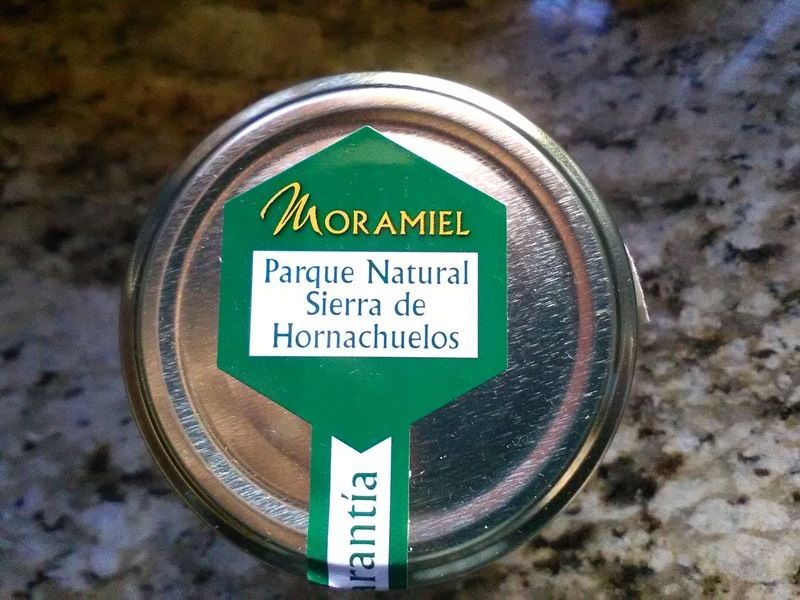 MORAMIEL
Parque Natural
Sierra de
Hornachuelos
arantía